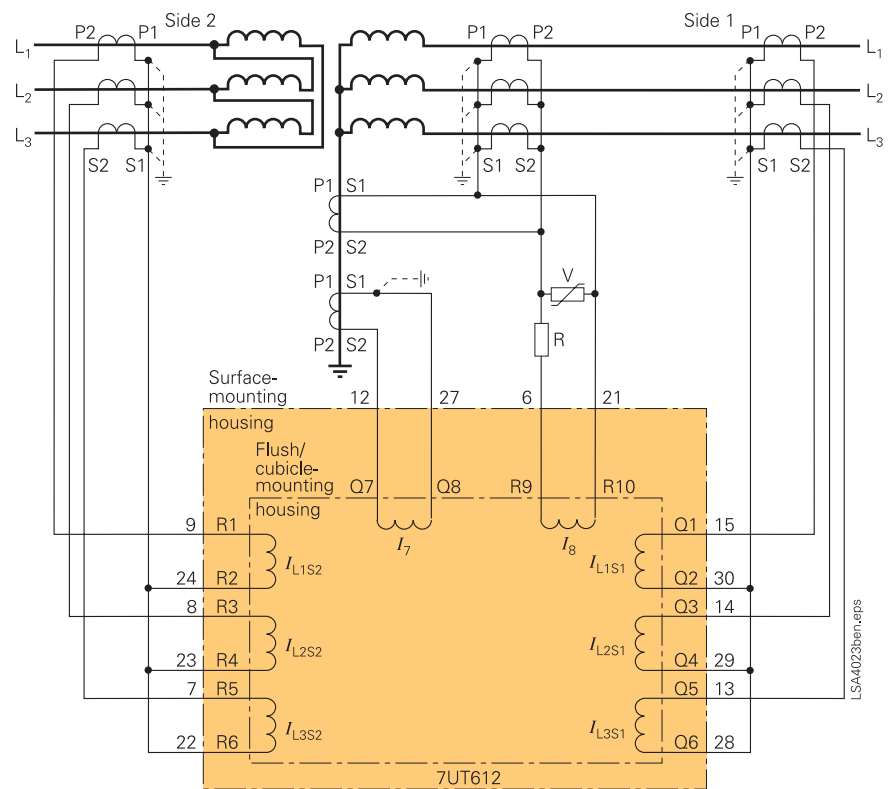 Side 2
Side 1
P2 P1
P1 P2
P1 P2
L1
L2
L3
L1
L2
L3
S2 S1
S1 S2
S1 S2
P1 S1
P2 S2
P1 S1
P2 S2
V
R
Surface-
mounting
housing
12 27 6 21
Flush/
cubicle-
mounting
housing
Q7 Q8 R9 R10
I7
I8
9 R1
IL1S2
24 R2
8 R3
IL2S2
23 R4
7 R5
IL3S2
22 R6
Q1 15
IL1S1
Q2 30
Q3 14
IL2S1
Q4 29
Q5 13
IL3S1
Q6 28
7UT612
LSA4023ben.eps